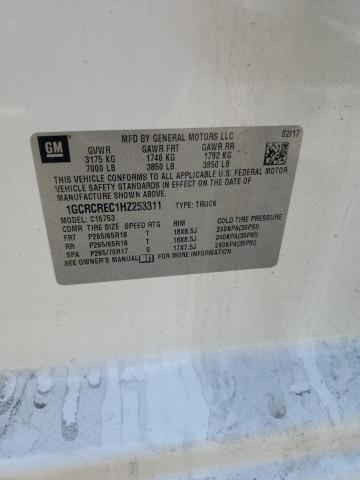 GM
MFD BY GENERAL MOTORS LLC
02/17
GVWR GAWR FRT GAWR RR
3175 KG 1746 KG 1792 KG
7000 LB 3850 LB 3950 LB
THIS VEHICLE CONFORMS TO ALL APPLICABLE U.S. FEDERAL MOTOR
VEHICLE SAFETY STANDARDS IN EFFECT ON THE DATE OF
MANUFACTURE SHOWN ABOVE.
1GCRCREC1HZ253311 TYPE: TRUCK
MODEL: C15753
CDMR TIRE SIZE SPEED RTG RIM COLD TIRE PRESSURE
FRT P265/65R18 T 18X8.5J 240KPA(35PSI)
RR P265/65R18 T 18X8.5J 240KPA(35PSI)
SPA P265/70R17 S 17X7.5J 240KPA(35PSI)
SEE OWNER'S MANUAL FOR MORE INFORMATION.